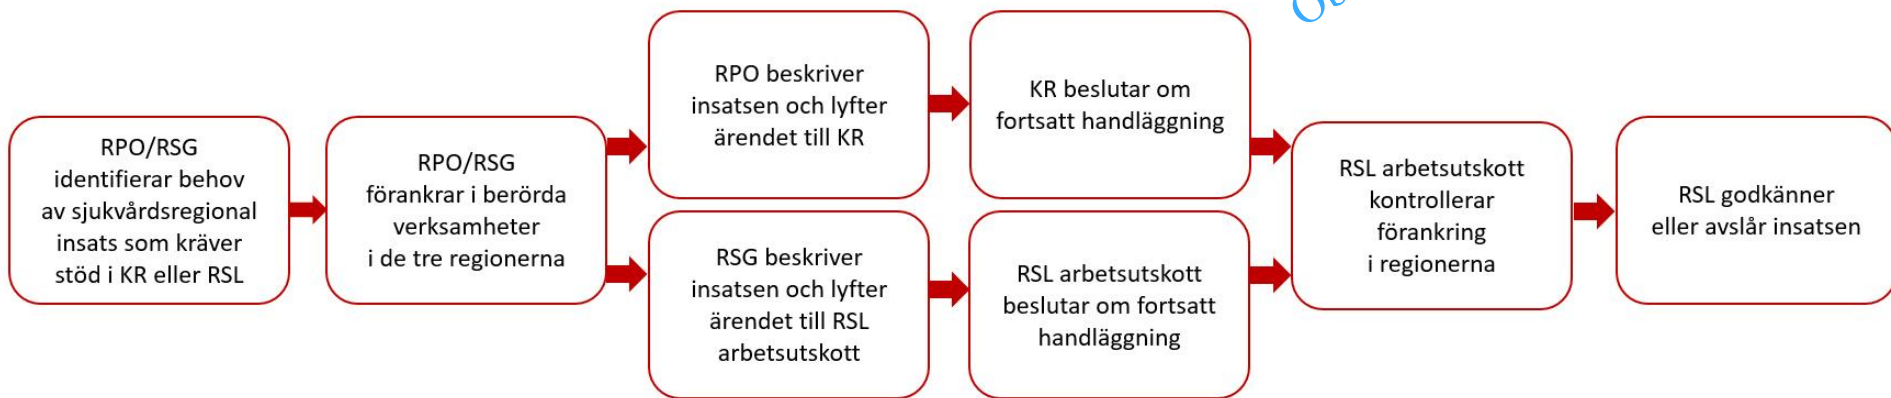 RPO/RSG
identifierar behov
av sjukvårdsregional
insats som kräver
stöd i KR eller RSL
RPO/RSG
förankrar i berörda
verksamheter
i de tre regionerna
RPO beskriver
insatsen och lyfter
ärendet till KR
KR beslutar om
fortsatt handläggning
RSG beskriver
insatsen och lyfter
ärendet till RSL
arbetsutskott
RSL arbetsutskott
beslutar om fortsatt
handläggning
RSL arbetsutskott
kontrollerar
förankring
i regionerna
RSL godkänner
eller avslår insatsen